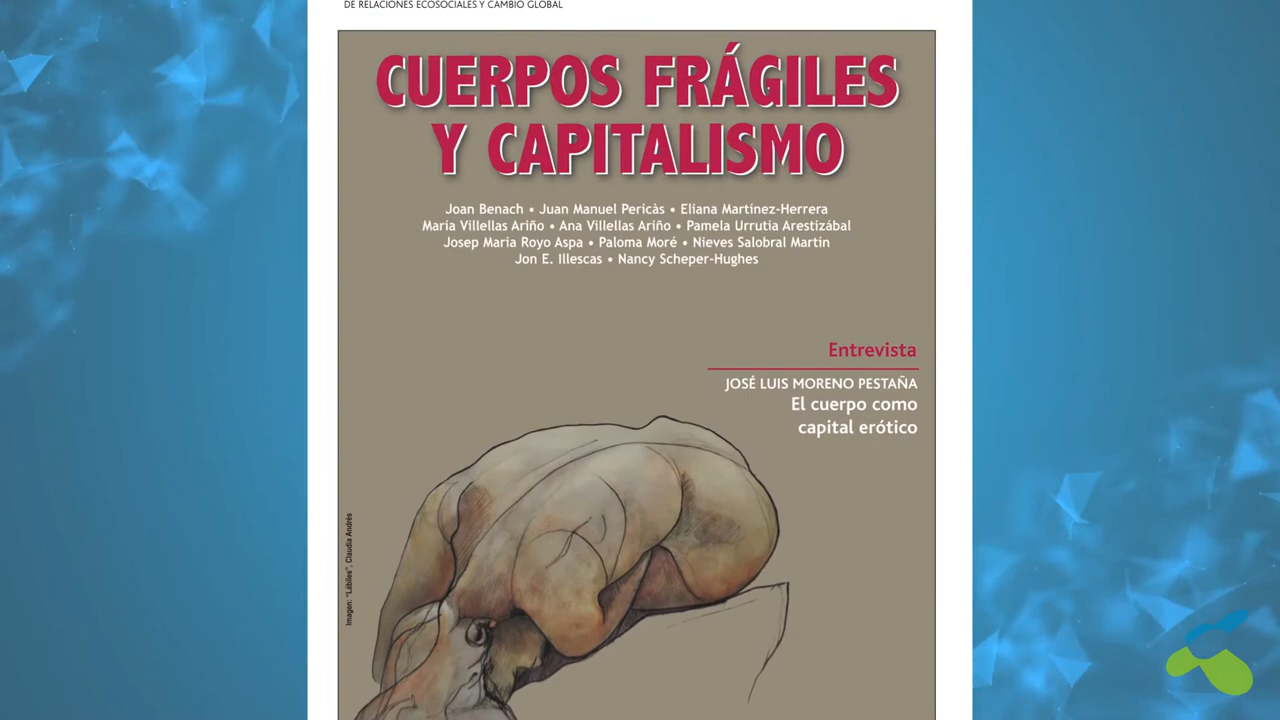 DE RELACIONES ECOSOCIALES Y CAMBIO GLOBAL
CUERPOS FRÁGILES
Y CAPITALISMO
Joan Benach • Juan Manuel Pericàs • Eliana Martínez-Herrera
María Villellas Ariño • Ana Villellas Ariño • Pamela Urrutia Arestizábal
Josep Maria Royo Aspa • Paloma Moré • Nieves Salobral Martín
Jon E. Illescas • Nancy Scheper-Hughes
Entrevista
JOSÉ LUIS MORENO PESTAÑA
El cuerpo como
capital erótico
Imagen: "Lábiles", Claudia Andrés